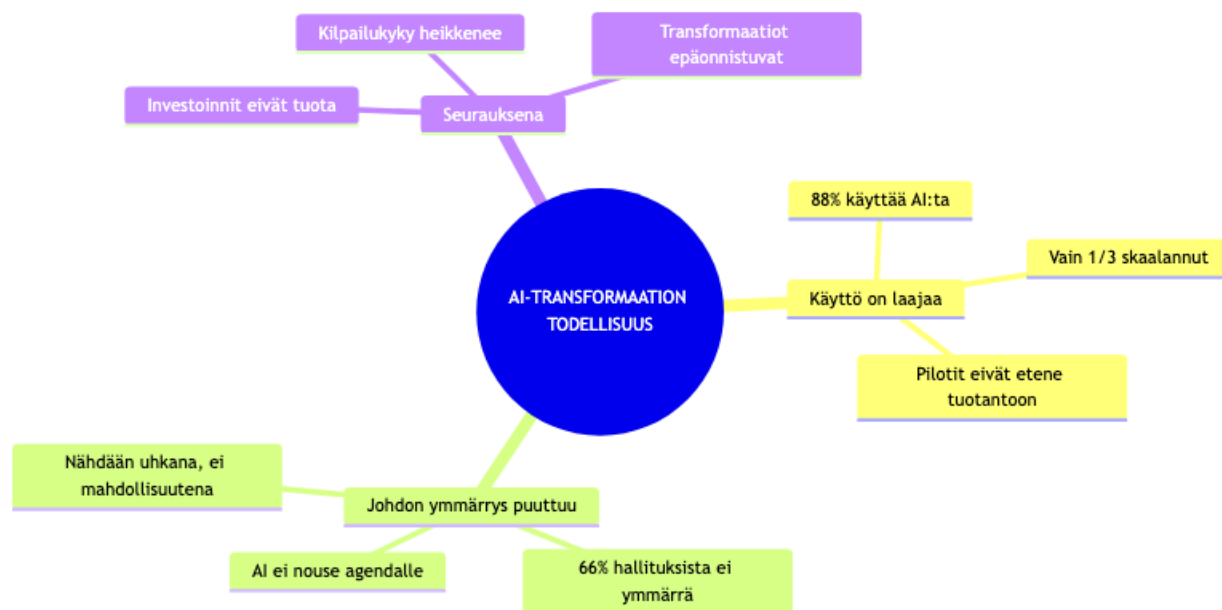 Kilpailukyky heikkenee
Transformaatiot
epäonnistuvat
Investoinnit eivät tuota
Seurauksena
88% käyttää AI:ta
Vain 1/3 skaalannut
Käyttö on laajaa
Pilotit eivät etene
tuotantoon
AI-TRANSFORMAATION
TODELLISUUS
Nähdään uhkana, ei
mahdollisuutena
Johdon ymmärrys puuttuu
AI ei nouse agendalle
66% hallituksista ei
ymmärrä